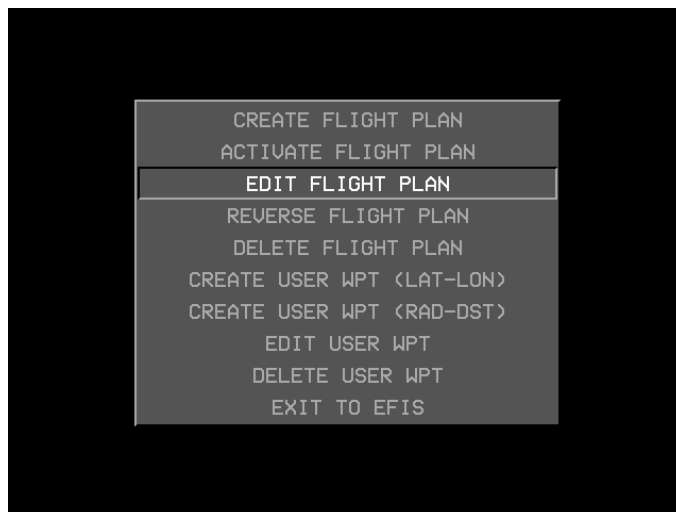 CREATE FLIGHT PLAN
ACTIVATE FLIGHT PLAN
EDIT FLIGHT PLAN
REVERSE FLIGHT PLAN
DELETE FLIGHT PLAN
CREATE USER WPT (LAT-LON)
CREATE USER WPT (RAD-DST)
EDIT USER WPT
DELETE USER WPT
EXIT TO EFIS